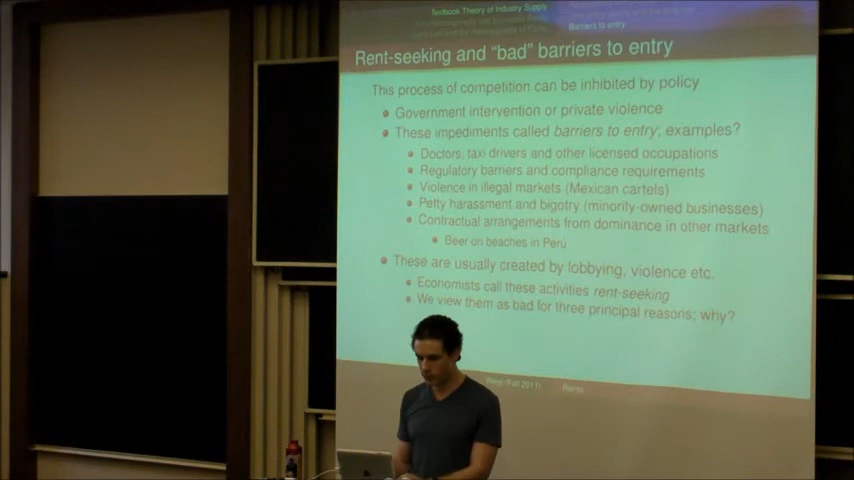 Textbook Theory of Industry Supply
Barriers to entry
Rent-seeking and “bad” barriers to entry
This process of competition can be inhibited by policy
Government intervention or private violence
These impediments called barriers to entry; examples?
Doctors, taxi drivers and other licensed occupations
Regulatory barriers and compliance requirements
Violence in illegal markets (Mexican cartels)
Petty harassment and bigotry (minority-owned businesses)
Contractual arrangements from dominance in other markets
Beer on beaches in Perú
These are usually created by lobbying, violence etc.
Economists call these activities rent-seeking
We view them as bad for three principal reasons; why?
Weyl (Fall 2011) Rents